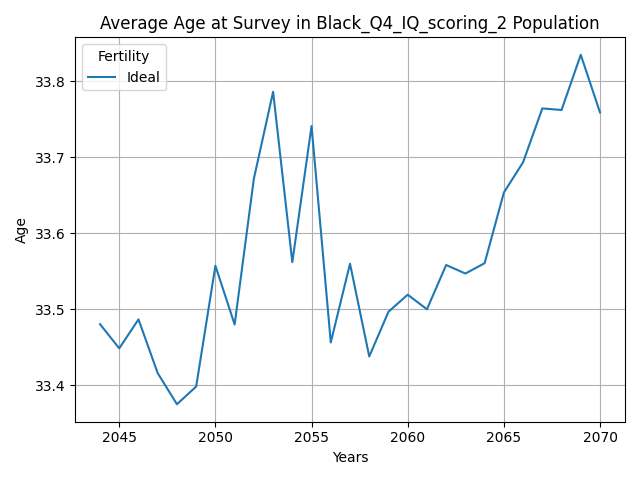 Average Age at Survey in Black_Q4_IQ_scoring_2 Population
Fertility
Ideal
33.8
33.7
33.6
33.5
33.4
Age
2045 2050 2055 2060 2065 2070
Years